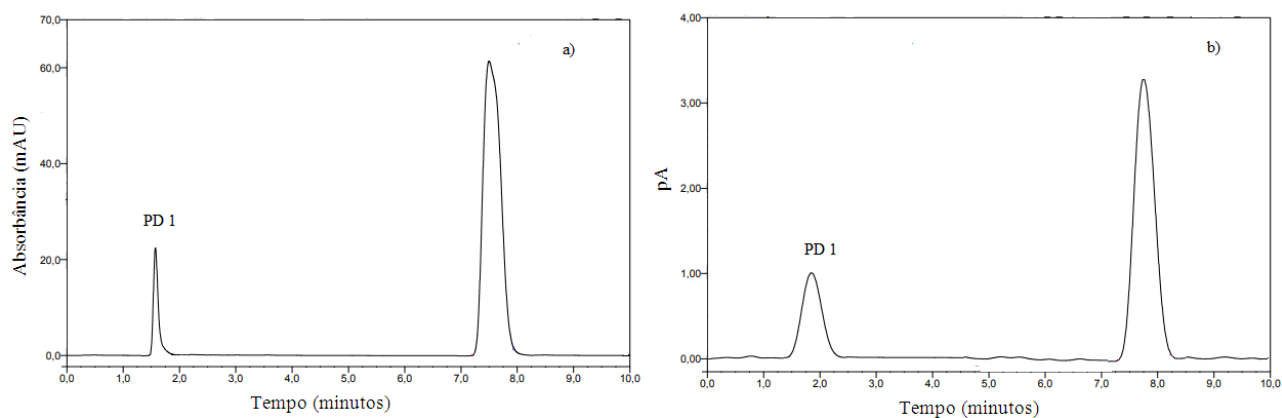 70,0
a)
60,0
40,0
PD 1
20,0
0,0
0,0 1,0 2,0 3,0 4,0 5,0 6,0 7,0 8,0 9,0 10,0
Tempo (minutos)
Absorbância (mAU)
4,00
b)
3,00
2,00
PD 1
1,00
0,00
0,0 1,0 2,0 3,0 4,0 5,0 6,0 7,0 8,0 9,0 10,0
Tempo (minutos)
pA